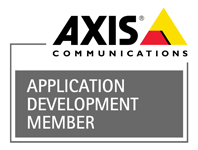 AXIS®
COMMUNICATIONS
APPLICATION
DEVELOPMENT
MEMBER